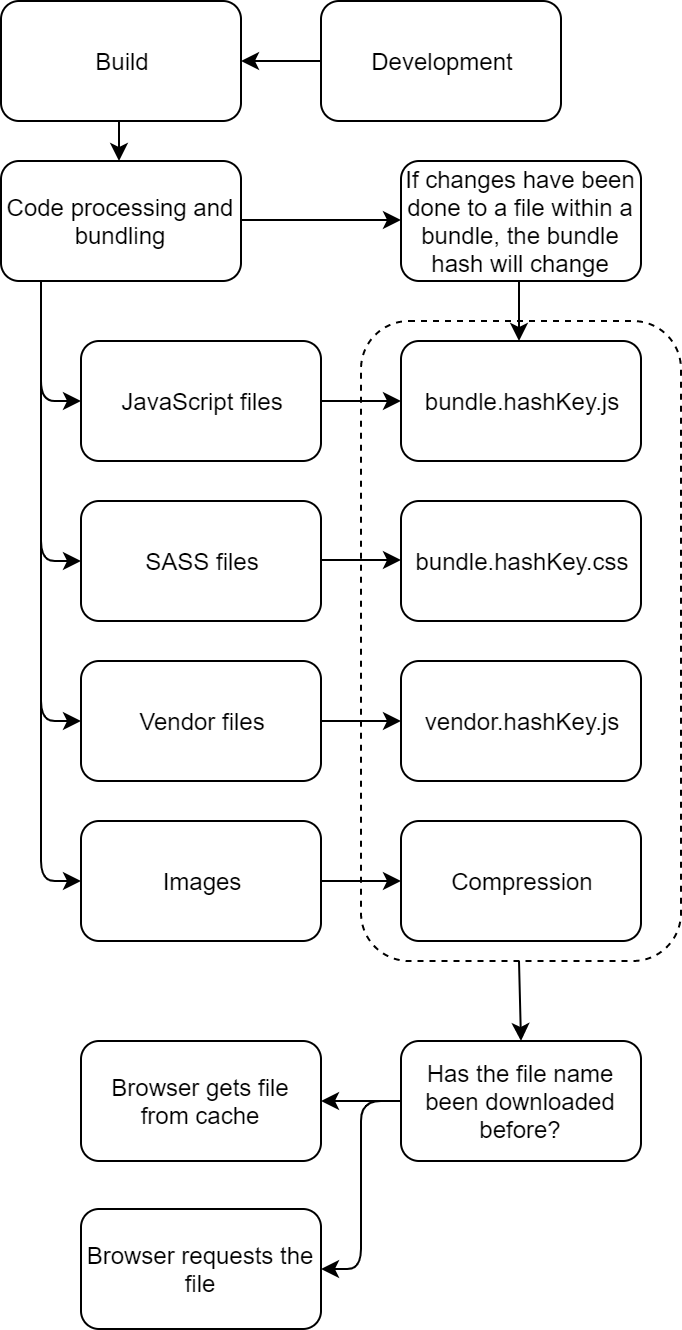 Build
Development
Code processing and
bundling
If changes have been
done to a file within a
bundle, the bundle
hash will change
JavaScript files
bundle.hashKey.js
SASS files
bundle.hashKey.css
Vendor files
vendor.hashKey.js
Images
Compression
Browser gets file
from cache
Has the file name
been downloaded
before?
Browser requests the
file